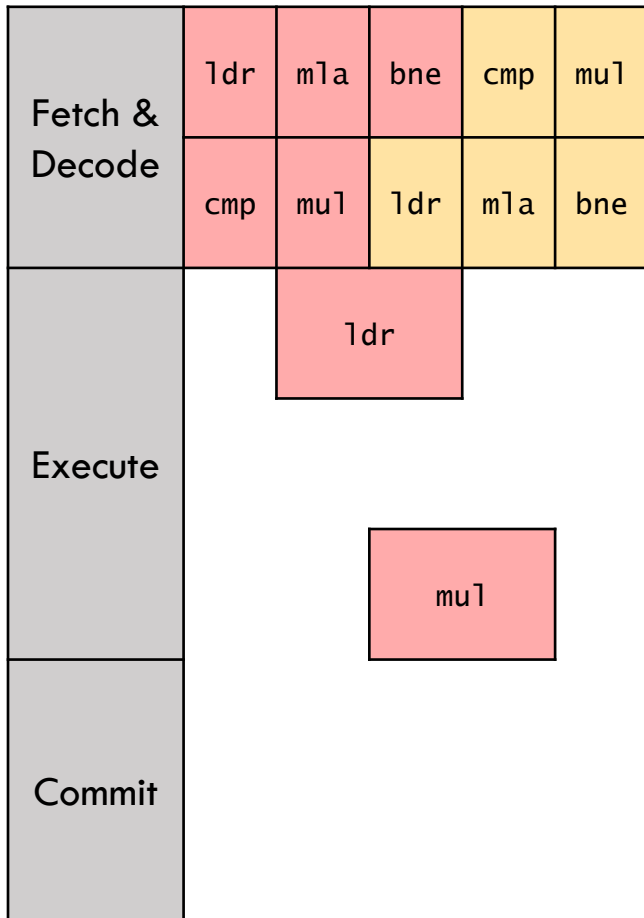 Fetch &
Decode
ldr mla bne cmp mul
cmp mul ldr mla bne
ldr
Execute
mul
Commit